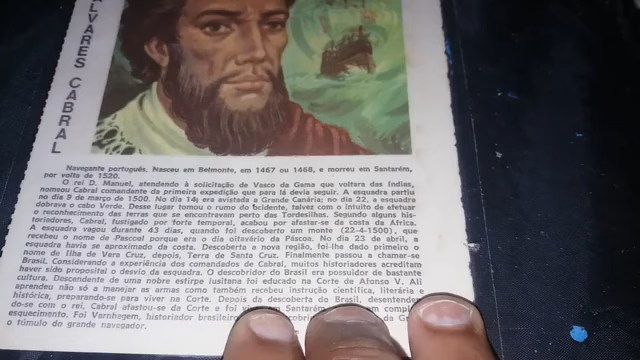 ALVARES CABRAL
Navegante português. Nasceu em Belmonte, em 1467 ou 1468, e morreu em Santarém,
por volta de 1520.
O rei D. Manuel, atendendo à solicitação de Vasco da Gama que voltara das Índias,
nomeou Cabral comandante da primeira expedição que para lá devia seguir. A esquadra partiu
no dia 9 de março de 1500. No dia 14 era avistada a Grande Canária; no dia 22, a esquadra
dobrava o cabo Verde. Desse lugar tomou o rumo do ocidente, talvez com o intuito de efetuar
o reconhecimento das terras que se encontravam perto das Tordesilhas. Segundo alguns his-
toriadores, Cabral, fustigado por forte temporal, acabou por afastar-se da costa da África.
A esquadra vagou durante 43 dias, quando foi descoberto um monte (22-4-1500), que
recebeu o nome de Pascoal porque era o dia oitavário da Páscoa. No dia 23 de abril, a
esquadra havia se aproximado da costa. Descoberta a nova região, foi-lhe dado primeiro o
nome de Ilha de Vera Cruz, depois, Terra de Santa Cruz. Finalmente passou a chamar-se
Brasil. Considerando a experiência dos comandados de Cabral, muitos historiadores acreditam
haver sido proposital o desvio da esquadra. O descobridor do Brasil era possuidor de bastante
cultura. Descendente de uma nobre estirpe lusitana foi educado na Corte de Afonso V. Ali
aprendeu não só a manejar as armas como também recebeu instrução científica, literária e
histórica, preparando-se para viver na Corte. Depois da descoberta do Brasil, desentenden-
do-se com o rei, Cabral afastou-se da Corte e foi Santarém em
esquecimento. Foi Varnhagem, historiador brasileiro
o túmulo do grande navegador.